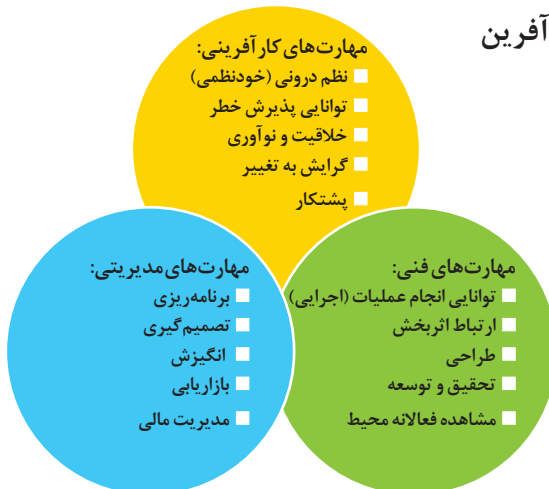 آفرین
مهارت‌های کارآفرینی:
نظم درونی (خودنظمی)
توانایی پذیرش خطر
خلاقیت و نوآوری
گرایش به تغییر
پشتکار
مهارت‌های فنی:
توانایی انجام عملیات (اجرایی)
ارتباط اثربخش
طراحی
تحقیق و توسعه
مشاهده فعالانه محیط
مهارت‌های مدیریتی:
برنامه‌ریزی
تصمیم‌گیری
انگیزش
بازاریابی
مدیریت مالی